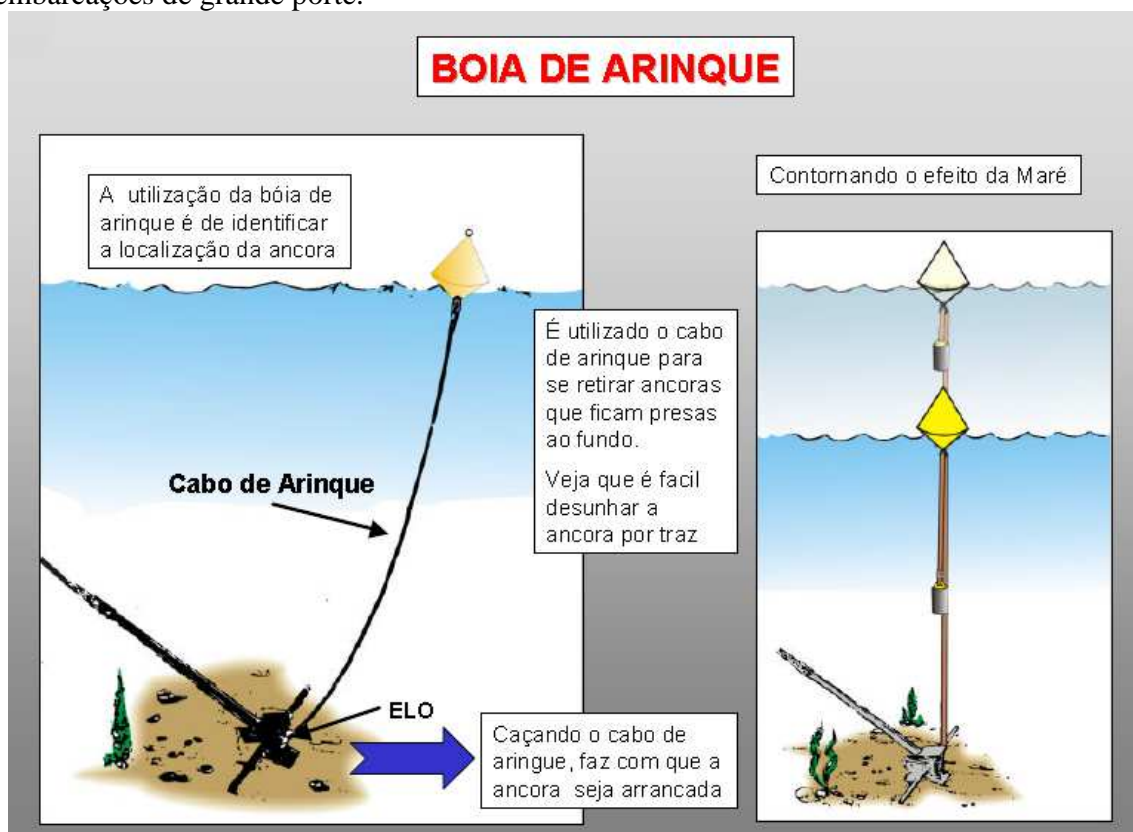 embarcações de grande porte.
BOIA DE ARINQUE
A utilização da bóia de
arinque é de identificar
a localização da ancora
Contornando o efeito da Maré
É utilizado o cabo
de arinque para
se retirar ancoras
que ficam presas
ao fundo.
Veja que é facil
desunhar a
ancora por traz
Cabo de Arinque
ELO
Caçando o cabo de
aringue, faz com que a
ancora seja arrancada